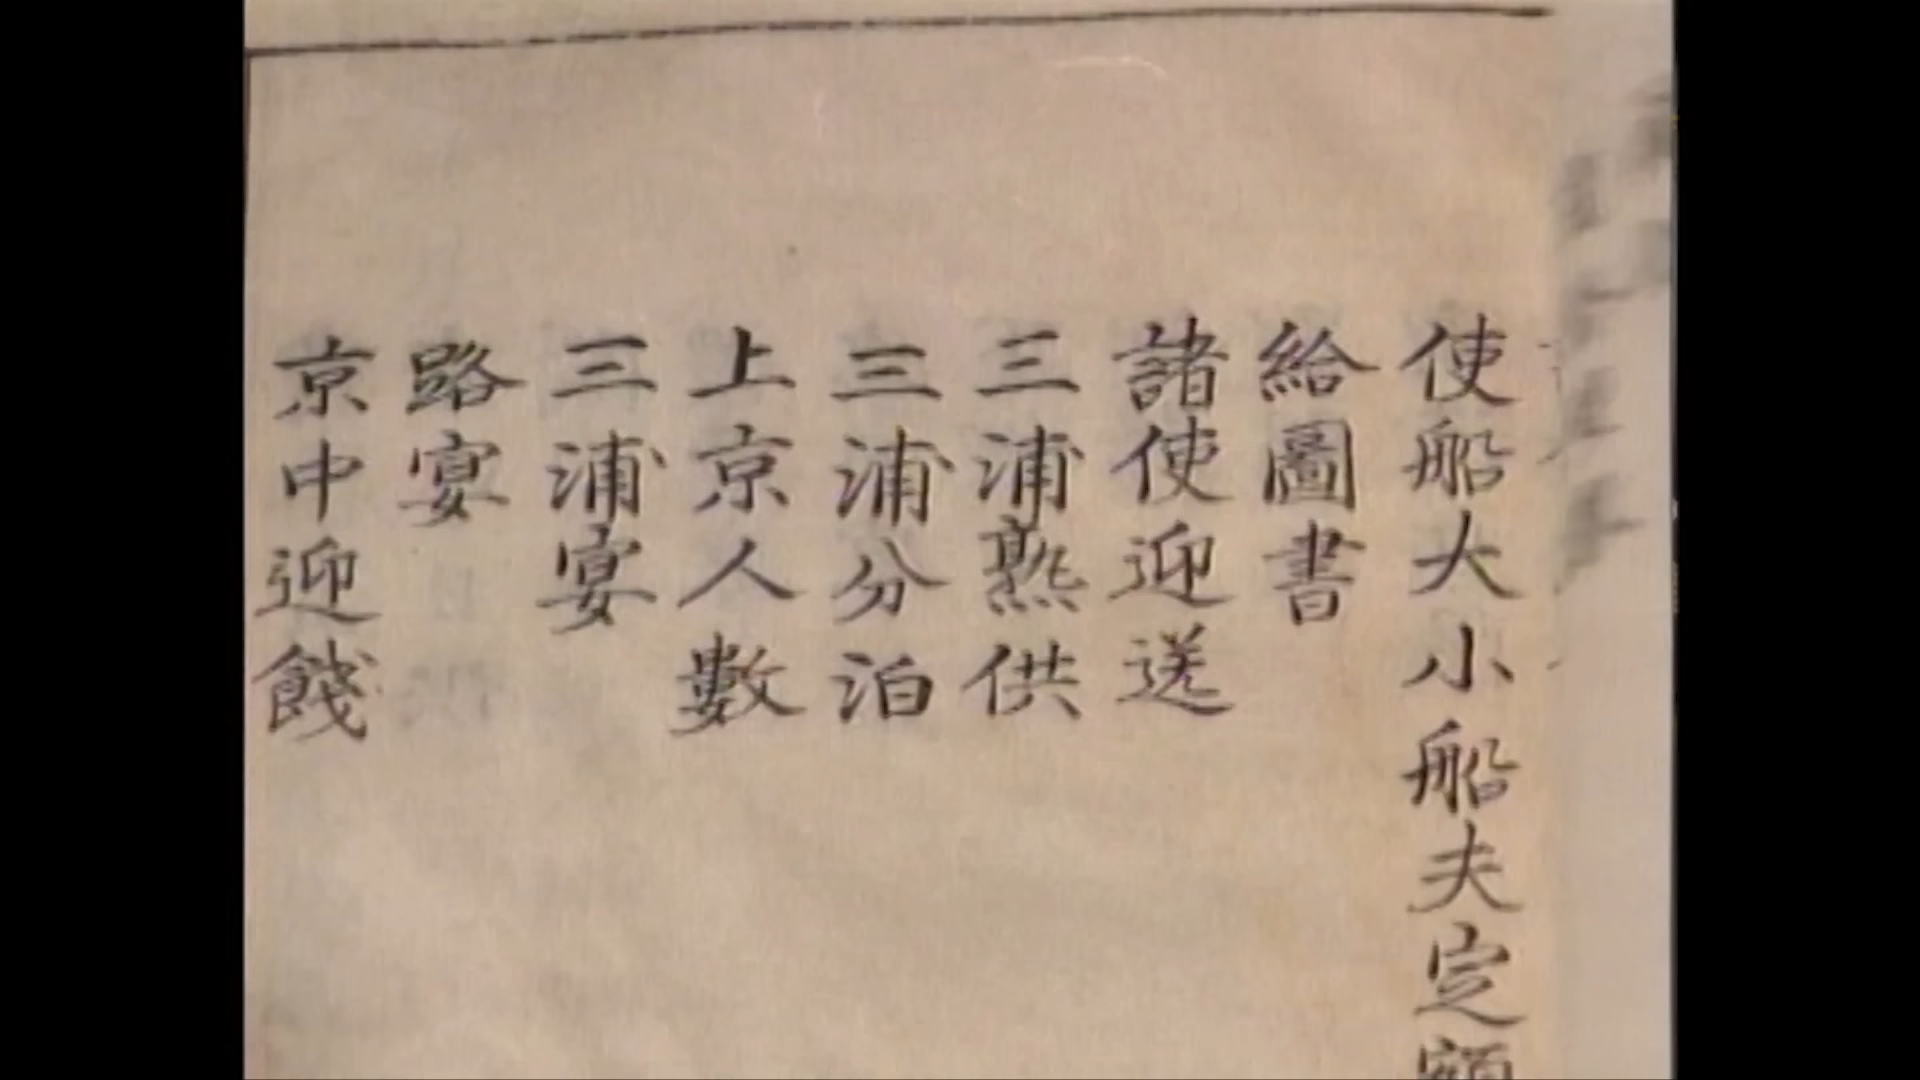 使船大小船夫定額
給圖書
諸使迎送
三浦熟供
三浦分泊
上京人數
三浦宴
路宴
京中迎餞